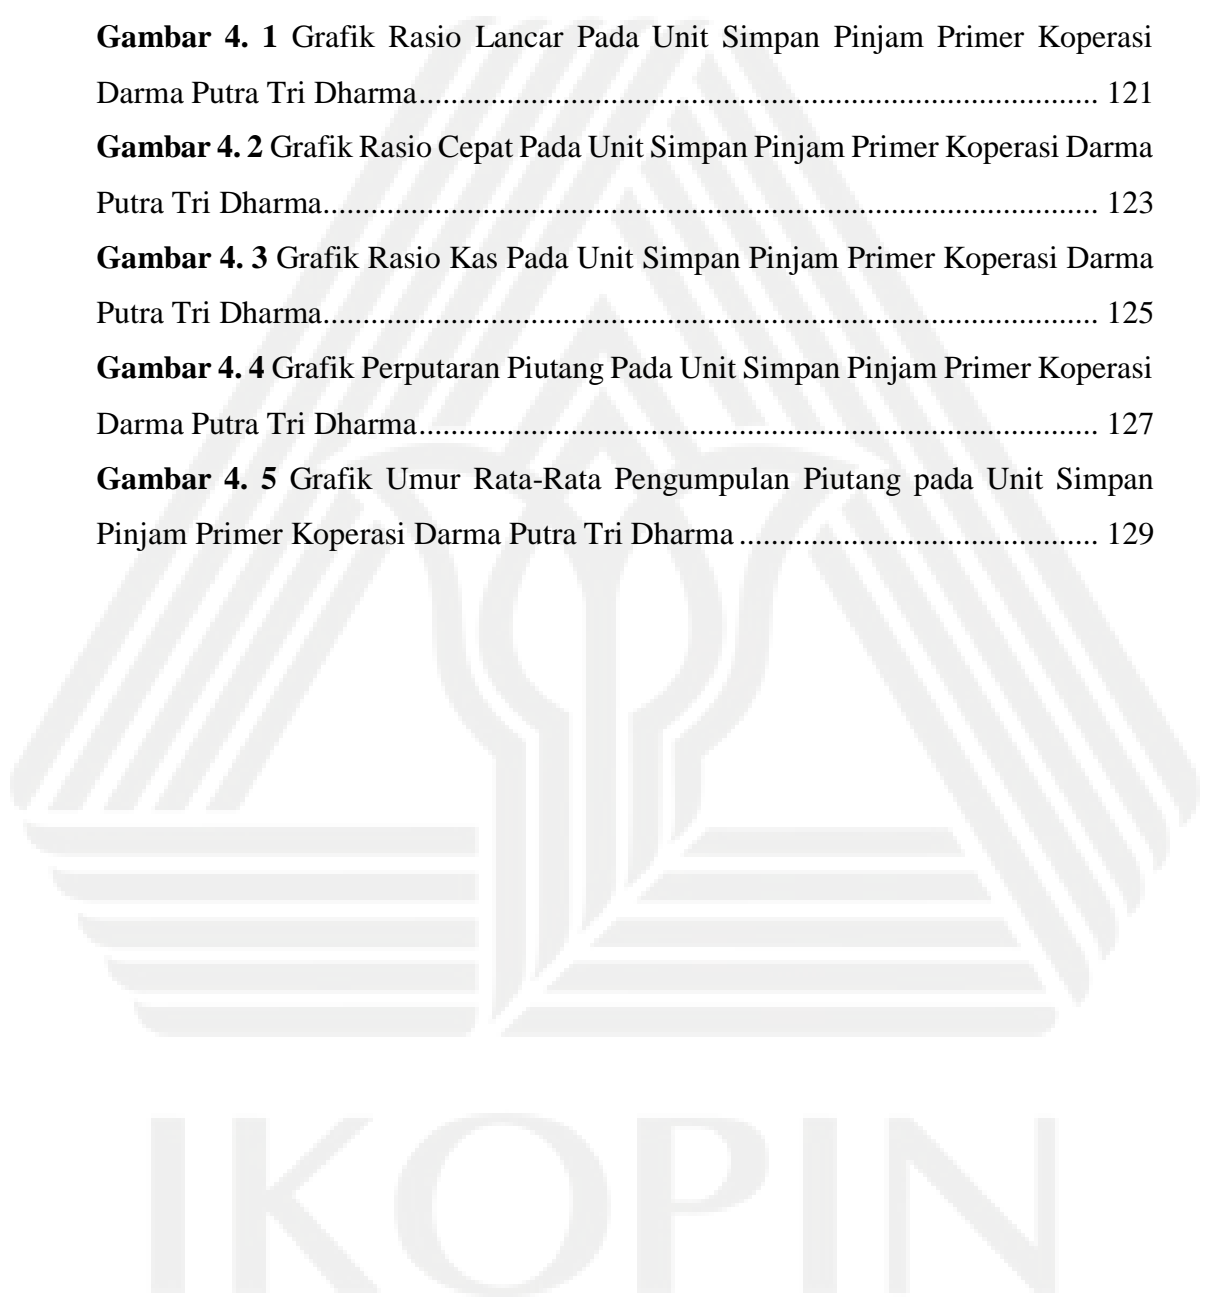 Gambar 4. 1 Grafik Rasio Lancar Pada Unit Simpan Pinjam Primer Koperasi
Darma Putra Tri Dharma...................................................................................... 121
Gambar 4. 2 Grafik Rasio Cepat Pada Unit Simpan Pinjam Primer Koperasi Darma
Putra Tri Dharma.................................................................................................. 123
Gambar 4. 3 Grafik Rasio Kas Pada Unit Simpan Pinjam Primer Koperasi Darma
Putra Tri Dharma.................................................................................................. 125
Gambar 4. 4 Grafik Perputaran Piutang Pada Unit Simpan Pinjam Primer Koperasi
Darma Putra Tri Dharma...................................................................................... 127
Gambar 4. 5 Grafik Umur Rata-Rata Pengumpulan Piutang pada Unit Simpan
Pinjam Primer Koperasi Darma Putra Tri Dharma ............................................. 129
IKOPIN